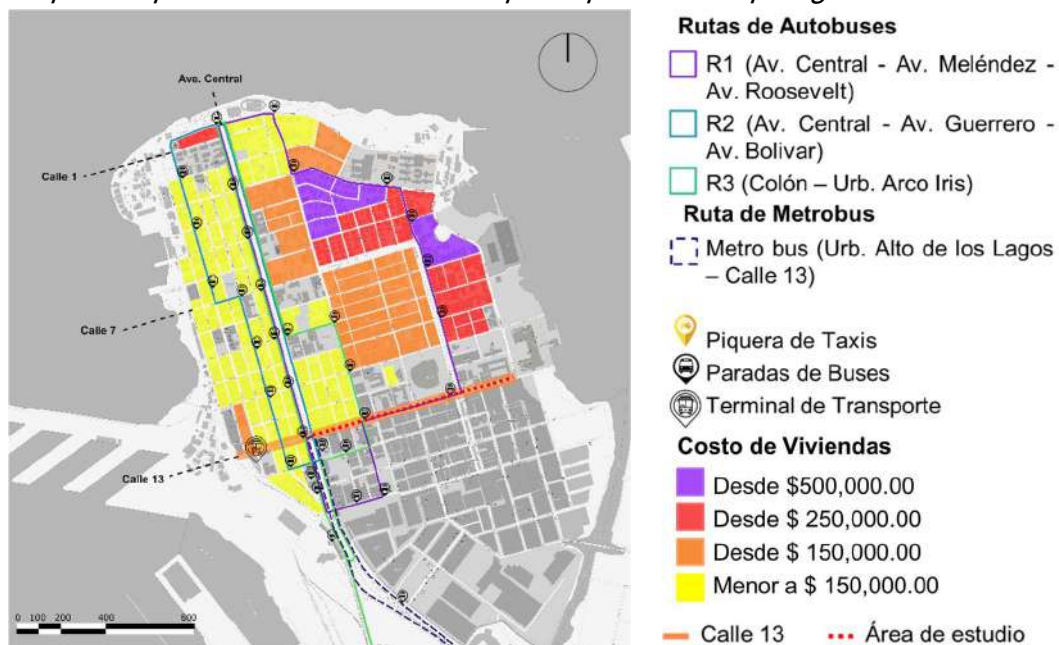 Rutas de Autobuses
R1 (Av. Central - Av. Meléndez -
Av. Roosevelt)
R2 (Av. Central - Av. Guerrero -
Av. Bolivar)
R3 (Colón – Urb. Arco Iris)
Ruta de Metrobus
Metro bus (Urb. Alto de los Lagos
– Calle 13)
Piquera de Taxis
Paradas de Buses
Terminal de Transporte
Costo de Viviendas
Desde $500,000.00
Desde $ 250,000.00
Desde $ 150,000.00
Menor a $ 150,000.00
Calle 13
Área de estudio
Ave. Central
Calle 1
Calle 7
Calle 13
0 100 200 400 600